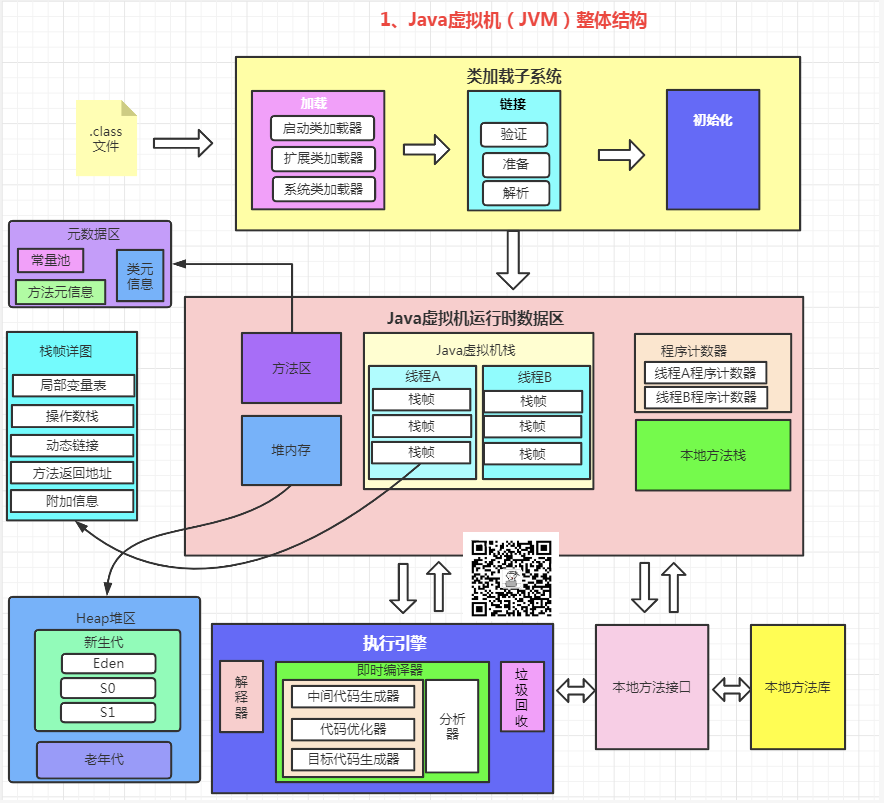 1、Java虚拟机（JVM）整体结构
.class
文件
类加载子系统
加载
启动类加载器
扩展类加载器
系统类加载器
链接
验证
准备
解析
初始化
元数据区
常量池
方法元信息
类元
信息
Java虚拟机运行时数据区
方法区
堆内存
Java虚拟机栈
线程A
栈帧
栈帧
栈帧
线程B
栈帧
栈帧
栈帧
程序计数器
线程A程序计数器
线程B程序计数器
本地方法栈
栈帧详图
局部变量表
操作数栈
动态链接
方法返回地址
附加信息
Heap堆区
新生代
Eden
S0
S1
老年代
执行引擎
解
释
器
即时编译器
中间代码生成器
代码优化器
目标代码生成器
分析
器
垃
圾
回
收
本地方法接口
本地方法库